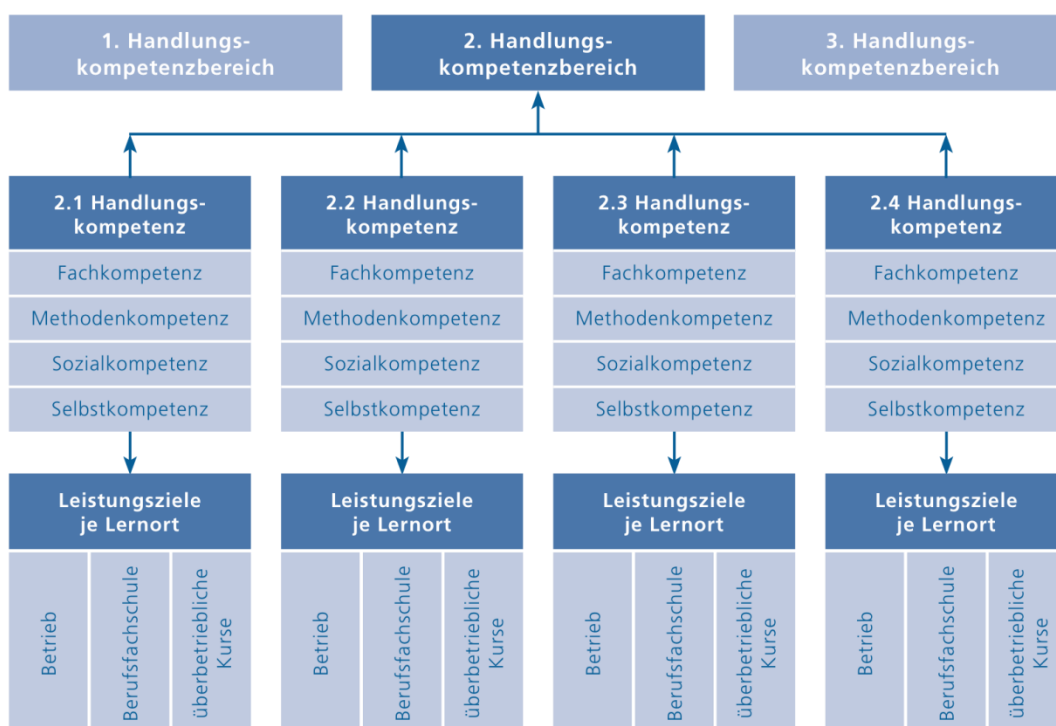 1. Handlungs-
kompetenzbereich
2. Handlungs-
kompetenzbereich
3. Handlungs-
kompetenzbereich
2.1 Handlungs-
kompetenz
Fachkompetenz
Methodenkompetenz
Sozialkompetenz
Selbstkompetenz
Leistungsziele
je Lernort
Betrieb
Berufsfachschule
überbetriebliche
Kurse
2.2 Handlungs-
kompetenz
Fachkompetenz
Methodenkompetenz
Sozialkompetenz
Selbstkompetenz
Leistungsziele
je Lernort
Betrieb
Berufsfachschule
überbetriebliche
Kurse
2.3 Handlungs-
kompetenz
Fachkompetenz
Methodenkompetenz
Sozialkompetenz
Selbstkompetenz
Leistungsziele
je Lernort
Betrieb
Berufsfachschule
überbetriebliche
Kurse
2.4 Handlungs-
kompetenz
Fachkompetenz
Methodenkompetenz
Sozialkompetenz
Selbstkompetenz
Leistungsziele
je Lernort
Betrieb
Berufsfachschule
überbetriebliche
Kurse